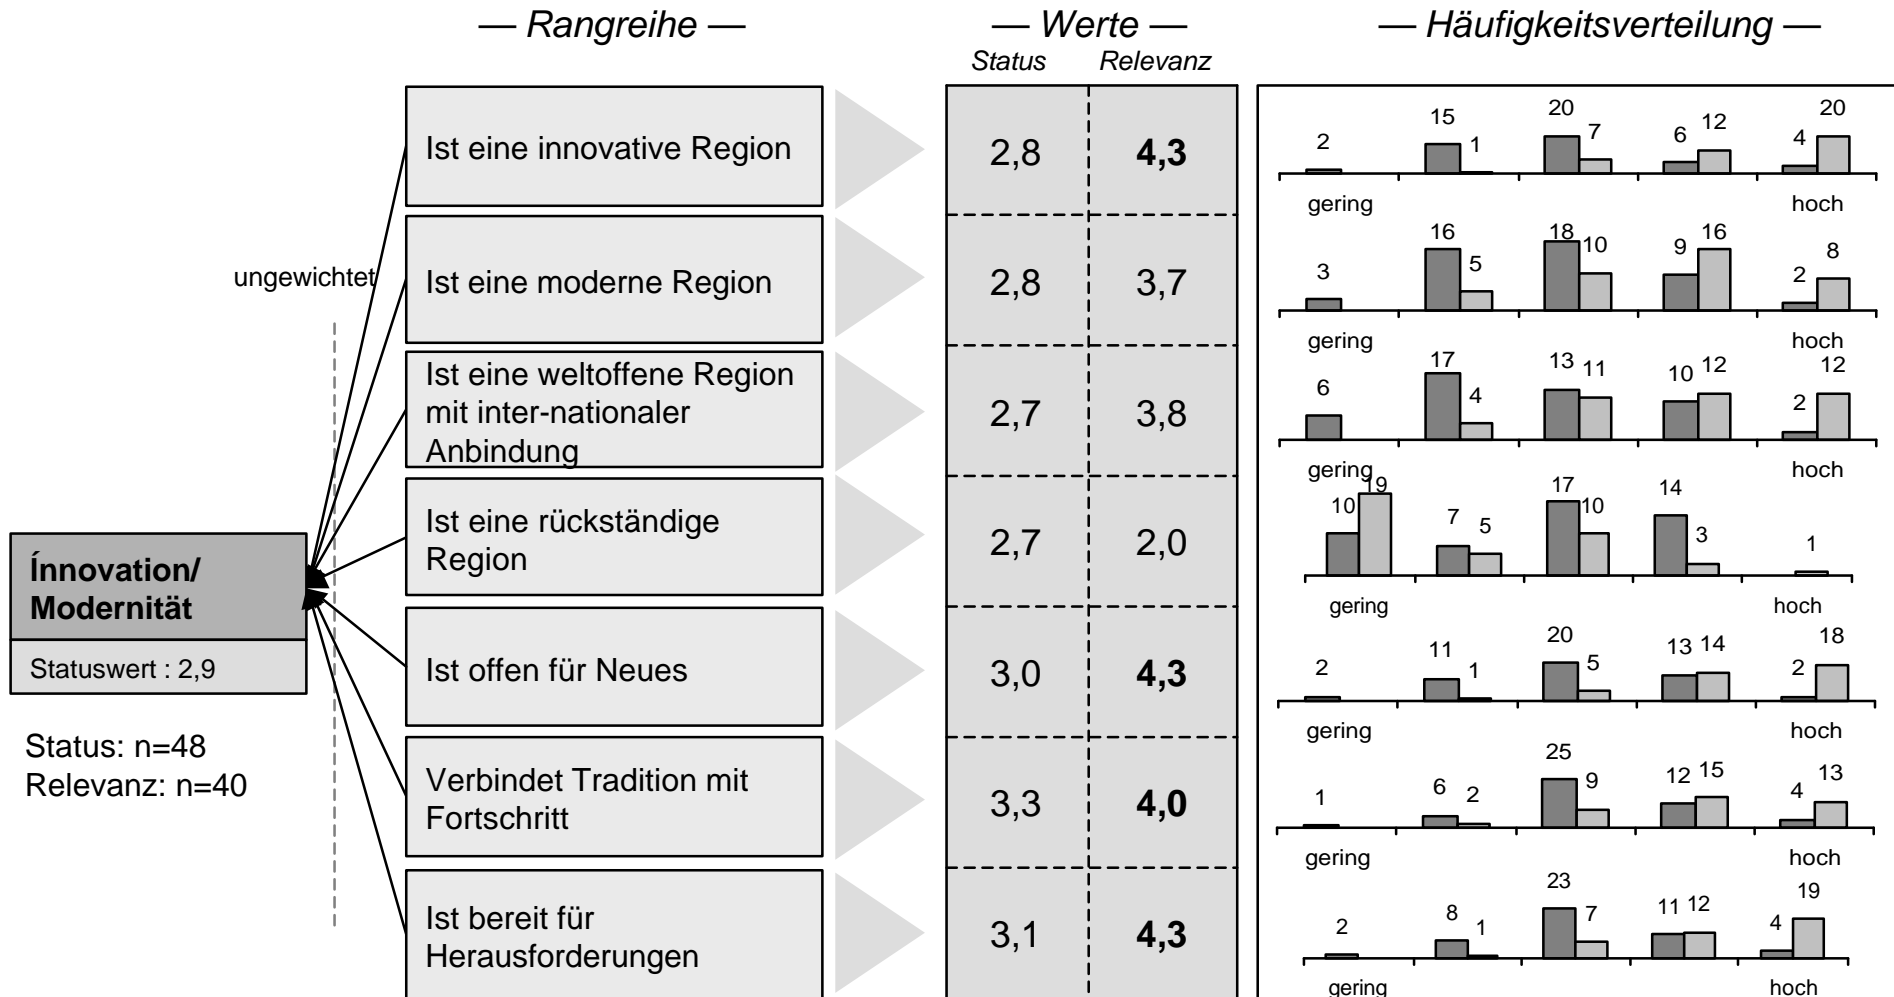 — Rangreihe —
— Werte —
— Häufigkeitsverteilung —
Status Relevanz
Ist eine innovative Region
2,8 4,3
2 15 1 20 7 6 12 4 20
gering hoch
ungewichtet
Ist eine moderne Region
2,8 3,7
3 16 5 18 10 9 16 2 8
gering hoch
Ist eine weltoffene Region
mit inter-nationaler
Anbindung
2,7 3,8
6 17 4 13 11 10 12 2 12
gering hoch
Ist eine rückständige
Region
2,7 2,0
10 19 7 5 17 10 14 3 1
gering hoch
Ínnovation/
Modernität
Statuswert : 2,9
Status: n=48
Relevanz: n=40
Ist offen für Neues
3,0 4,3
2 11 1 20 5 13 14 2 18
gering hoch
Verbindet Tradition mit
Fortschritt
3,3 4,0
1 6 2 25 9 12 15 4 13
gering hoch
Ist bereit für
Herausforderungen
3,1 4,3
2 8 1 23 7 11 12 4 19
gering hoch